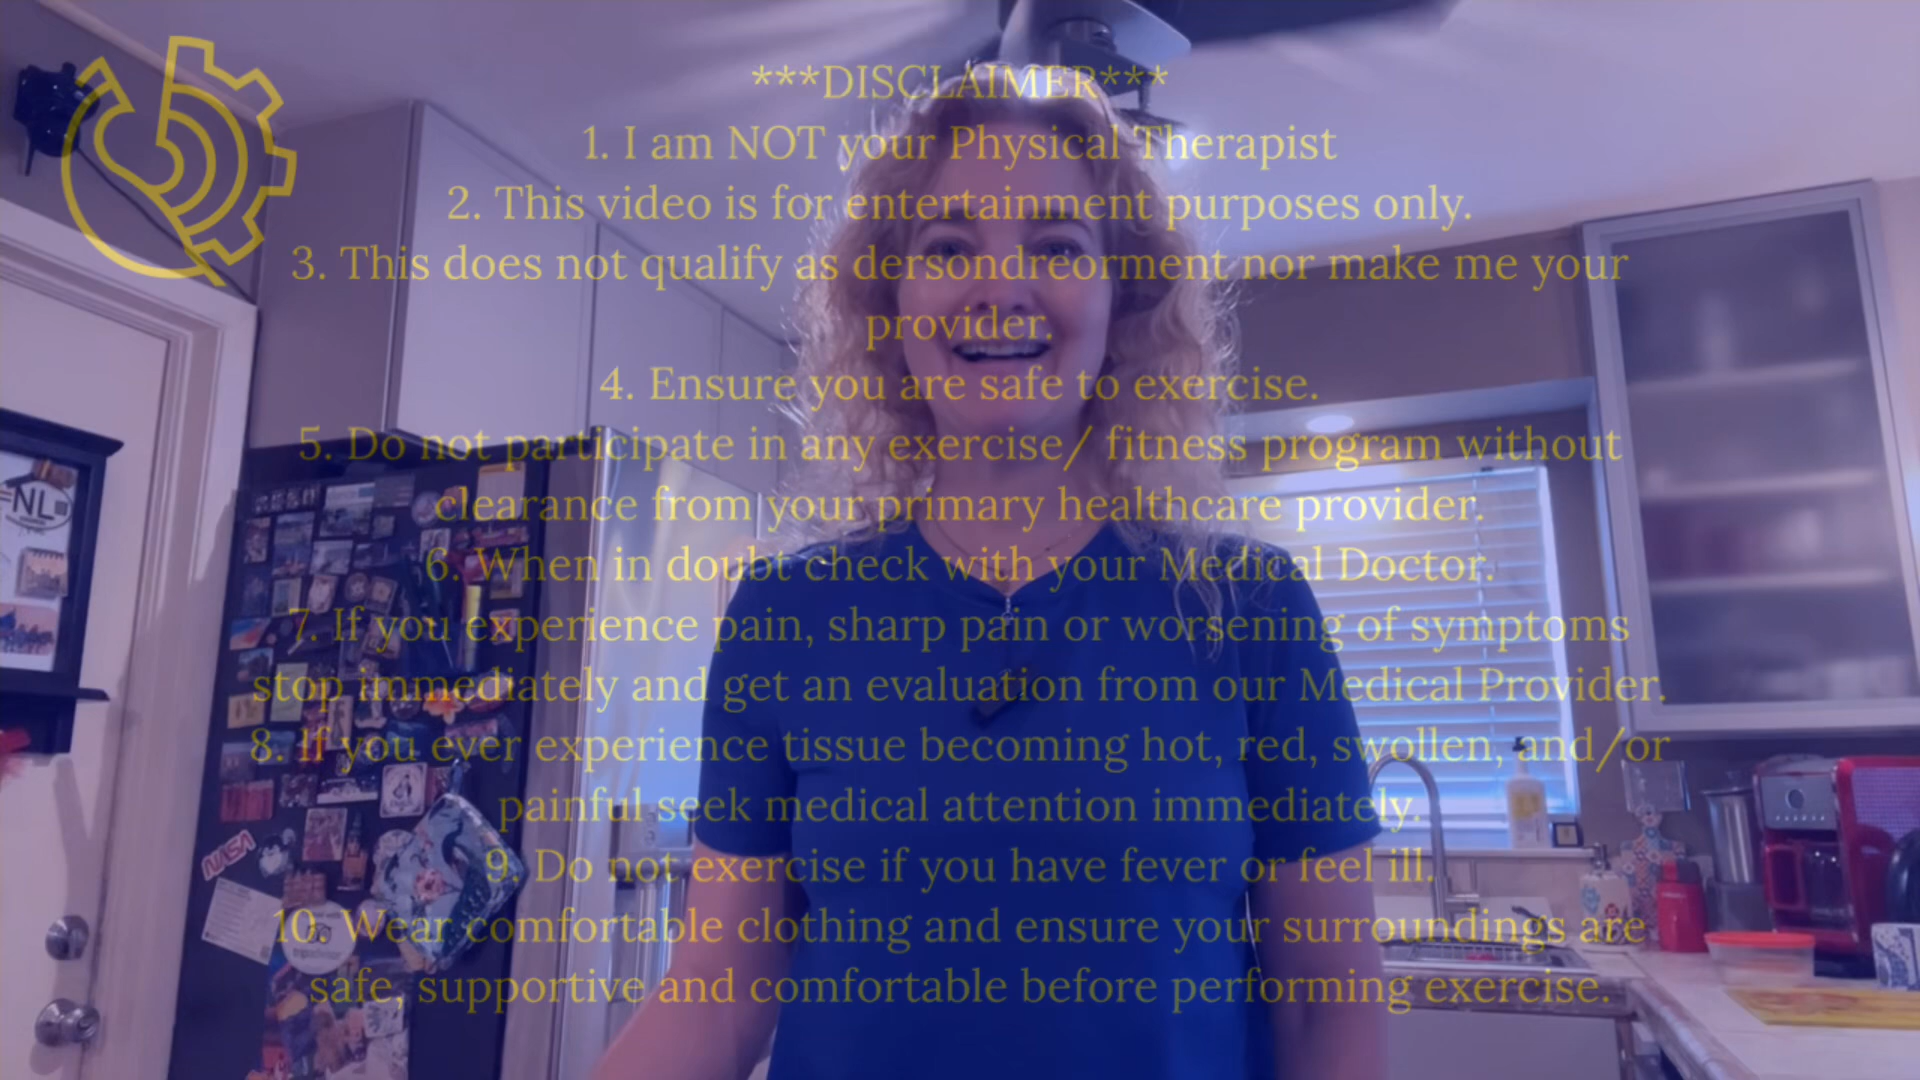 ***DISCLAIMER***
1. I am NOT your Physical Therapist
2. This video is for entertainment purposes only.
3. This does not qualify as dersondreorment nor make me your
provider.
4. Ensure you are safe to exercise.
5. Do not participate in any exercise/ fitness program without
clearance from your primary healthcare provider.
6. When in doubt check with your Medical Doctor.
7. If you experience pain, sharp pain or worsening of symptoms
stop immediately and get an evaluation from our Medical Provider.
8. If you ever experience tissue becoming hot, red, swollen, and/or
painful seek medical attention immediately.
9. Do not exercise if you have fever or feel ill.
10. Wear comfortable clothing and ensure your surroundings are
safe, supportive and comfortable before performing exercise.
NL
NASA